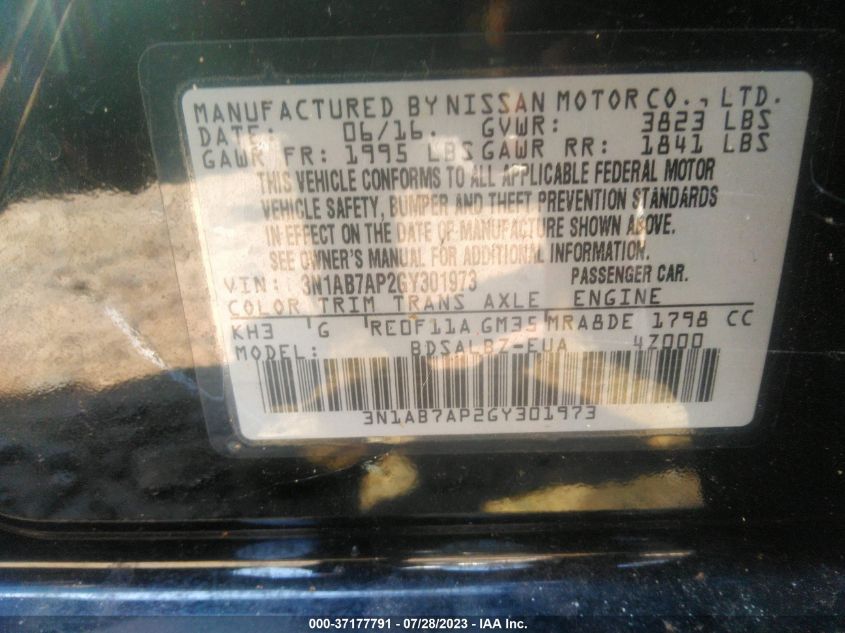 MANUFACTURED BY NISSAN MOTOR CO., LTD.
DATE: 06/16. GVWR: 3823 LBS
GAWR FR: 1995 LBS GAWR RR: 1841 LBS
THIS VEHICLE CONFORMS TO ALL APPLICABLE FEDERAL MOTOR
VEHICLE SAFETY, BUMPER AND THEFT PREVENTION STANDARDS
IN EFFECT ON THE DATE OF MANUFACTURE SHOWN ABOVE.
SEE OWNER'S MANUAL FOR ADDITIONAL INFORMATION.
VIN: 3N1AB7AP2GY301973 PASSENGER CAR.
COLOR TRIM TRANS AXLE ENGINE
KH3 G RE0F11A GM35 MRA8DE 1798 CC
MODEL: BDSALBZ-EUA 4Z000
3N1AB7AP2GY301973
000-37177791 - 07/28/2023 - IAA Inc.